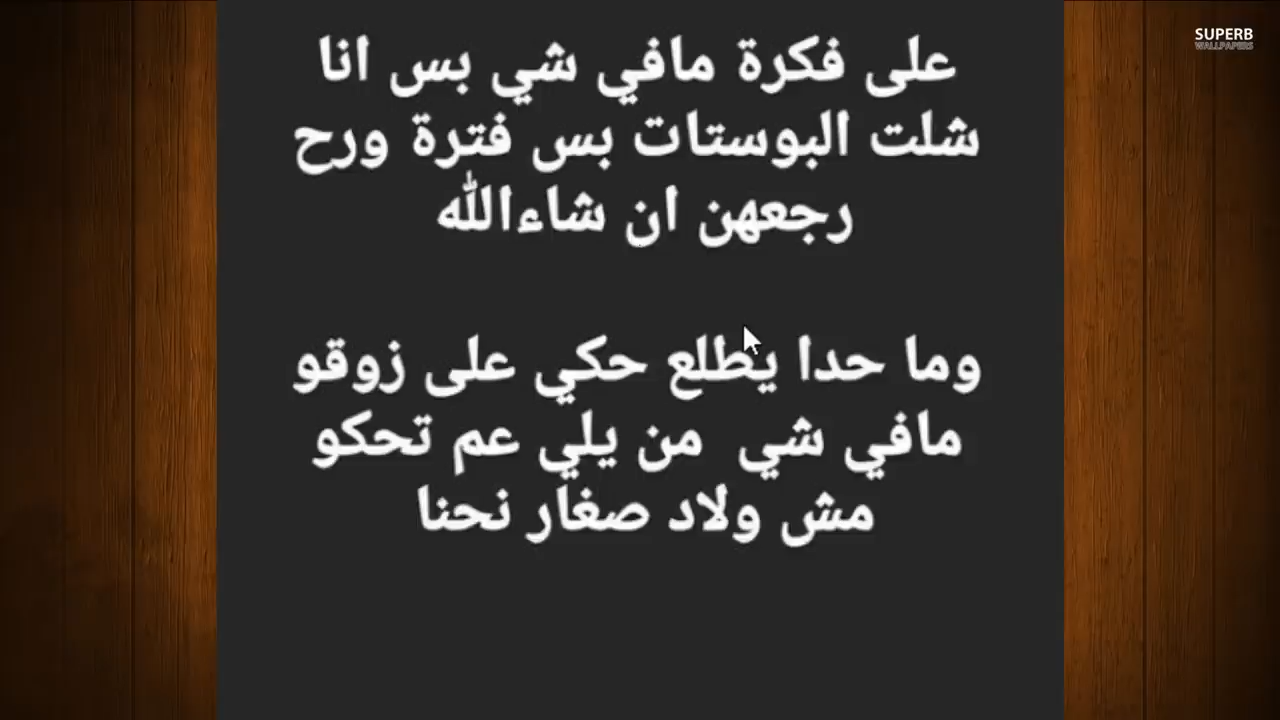 على فكرة مافي شي بس انا
شلت البوستات بس فترة ورح
رجعهن ان شاءالله
وما حدا يطلع حكي على زوقو
مافي شي من يلي عم تحكو
مش ولاد صغار نحنا
SUPERB
WALLPAPERS